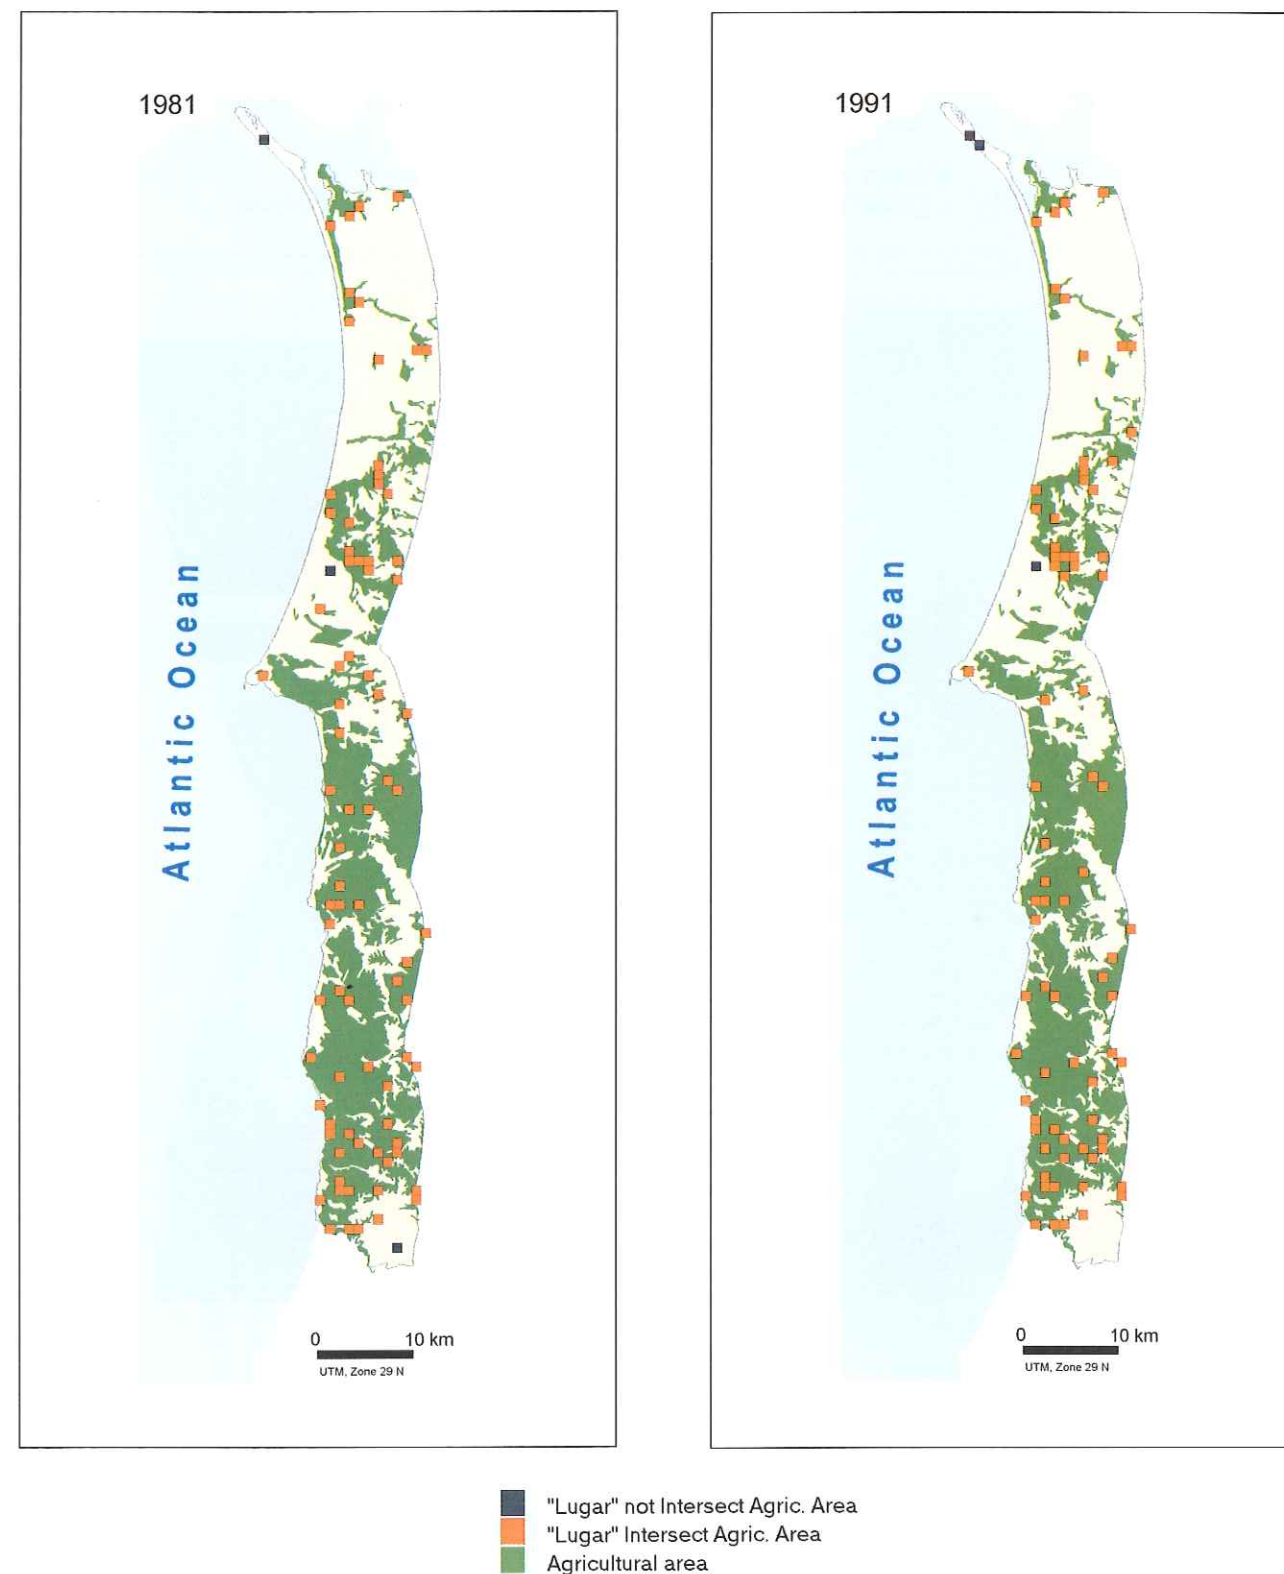 1981
1991
Atlantic Ocean
Atlantic Ocean
0 10 km
UTM, Zone 29 N
0 10 km
UTM, Zone 29 N
"Lugar" not Intersect Agric. Area
"Lugar" Intersect Agric. Area
Agricultural area